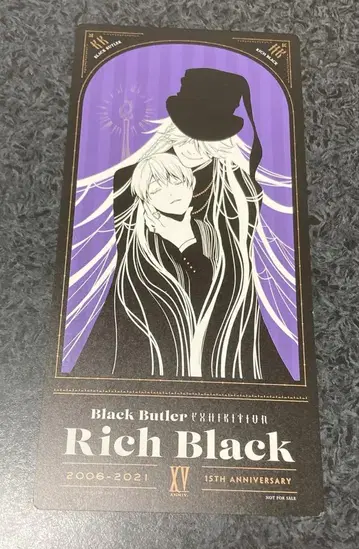 BLACK BUTLER
RICH BLACK
Black Butler EXHIBITION
Rich Black
2006-2021
XV
15TH ANNIVERSARY
NOT FOR SALE